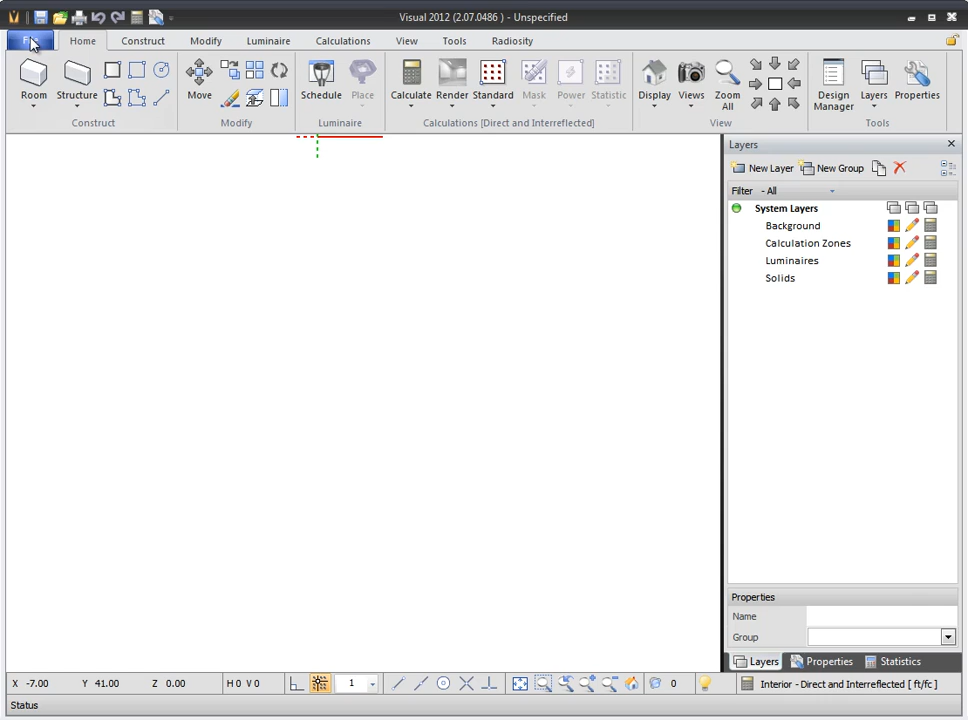 Visual 2012 (2.07.0486 ) - Unspecified
Home Construct Modify Luminaire Calculations View Tools Radiosity
Room Structure Move Schedule Place Calculate Render Standard Mask Power Statistic Display Views Zoom All Design Manager Layers Properties
Construct Modify Luminaire Calculations [Direct and Interreflected] View Tools
Layers
New Layer New Group
Filter - All
System Layers
Background
Calculation Zones
Luminaires
Solids
Properties
Name
Group
Layers Properties Statistics
X -7.00 Y 41.00 Z 0.00 H 0 V 0 1 0 Interior - Direct and Interreflected [ ft/fc ]
Status